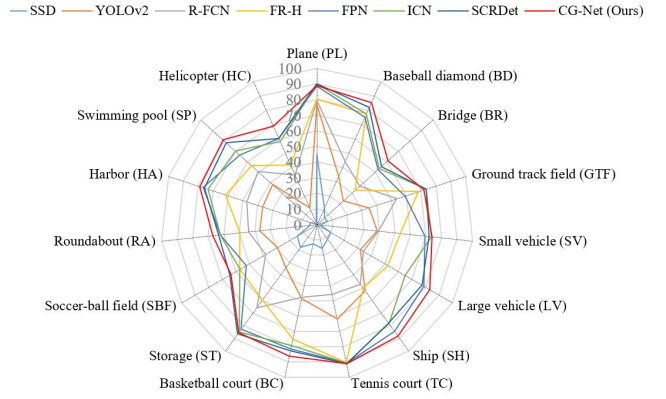 SSD YOLOv2 R-FCN FR-H FPN ICN SCRDet CG-Net (Ours)
Plane (PL)
Helicopter (HC) 100 Baseball diamond (BD)
90
80
Swimming pool (SP) 70 Bridge (BR)
60
50
40
Harbor (HA) 30 Ground track field (GTF)
20
10
0
Roundabout (RA) Small vehicle (SV)
Soccer-ball field (SBF) Large vehicle (LV)
Storage (ST) Ship (SH)
Basketball court (BC) Tennis court (TC)